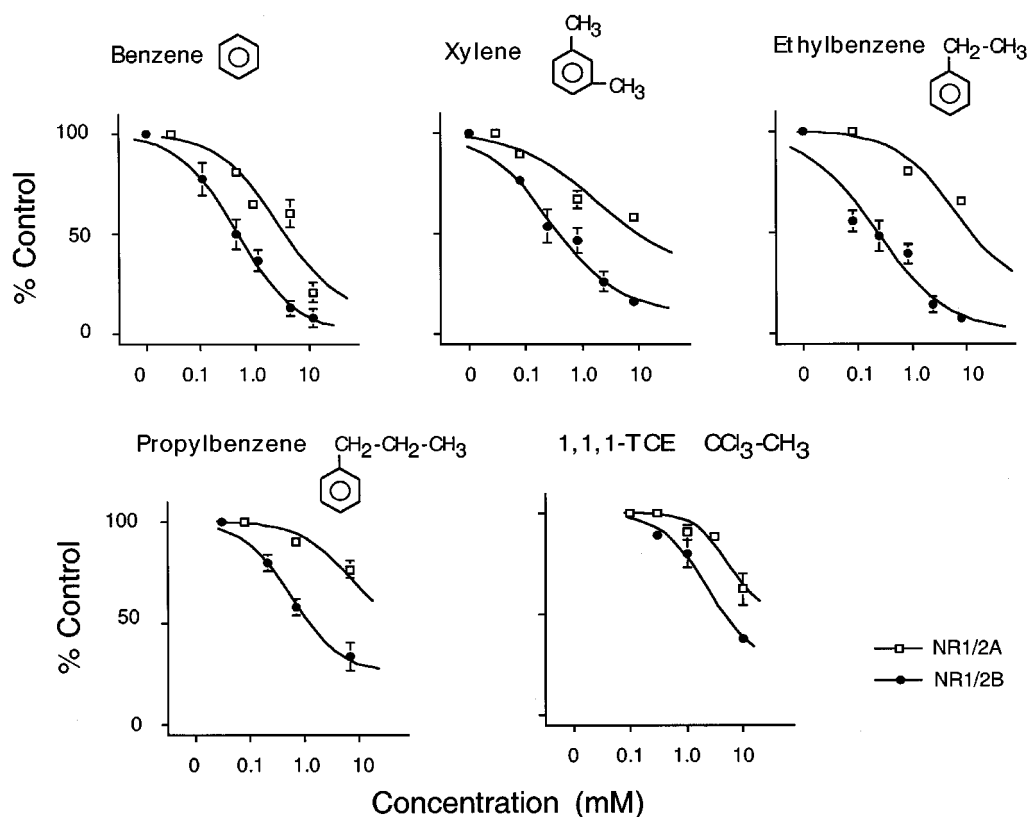 Benzene
Xylene
CH3
CH3
Ethylbenzene
CH2-CH3
% Control
100
50
0
0 0.1 1.0 10
0 0.1 1.0 10
0 0.1 1.0 10
Propylbenzene
CH2-CH2-CH3
1,1,1-TCE CCl3-CH3
% Control
100
50
0
NR1/2A
NR1/2B
0 0.1 1.0 10
0 0.1 1.0 10
Concentration (mM)